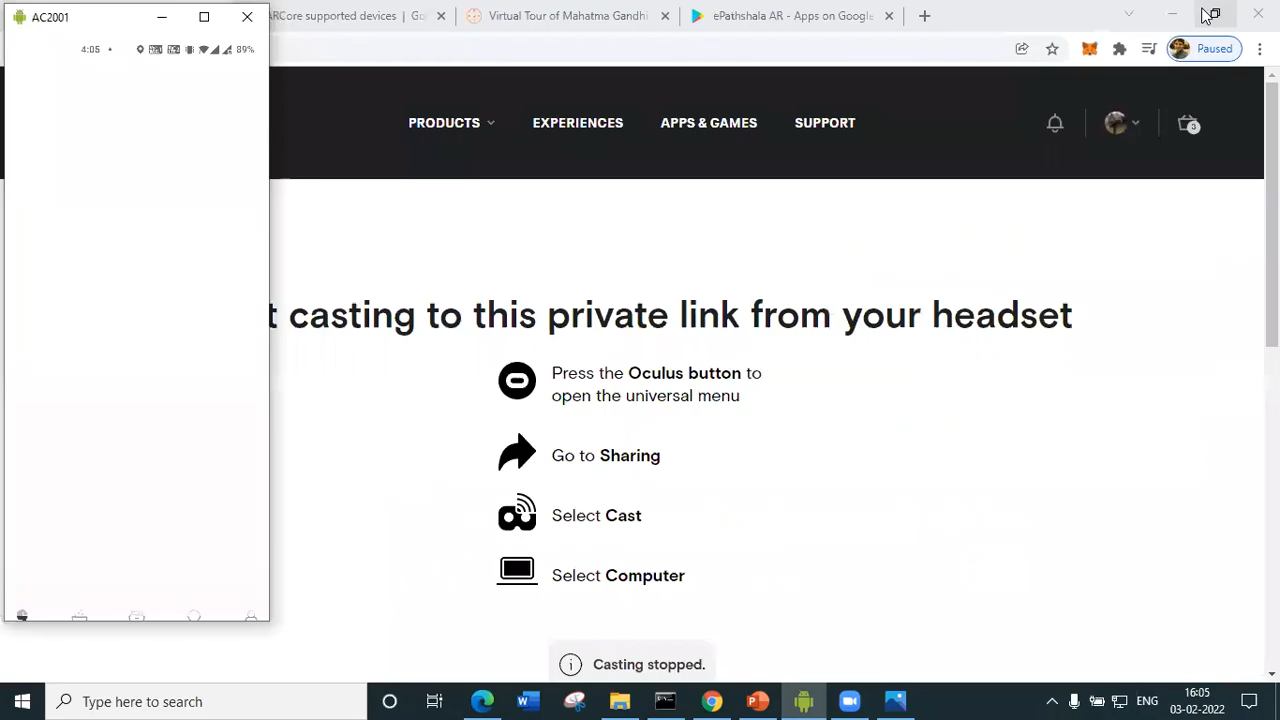 AC2001
4:05 89%
ARCore supported devices | Go
Virtual Tour of Mahatma Gandhi
ePathshala AR - Apps on Google
Paused
PRODUCTS
EXPERIENCES
APPS & GAMES
SUPPORT
3
t casting to this private link from your headset
Press the Oculus button to
open the universal menu
Go to Sharing
Select Cast
Select Computer
Casting stopped.
Type here to search
ENG
16:05
03-02-2022